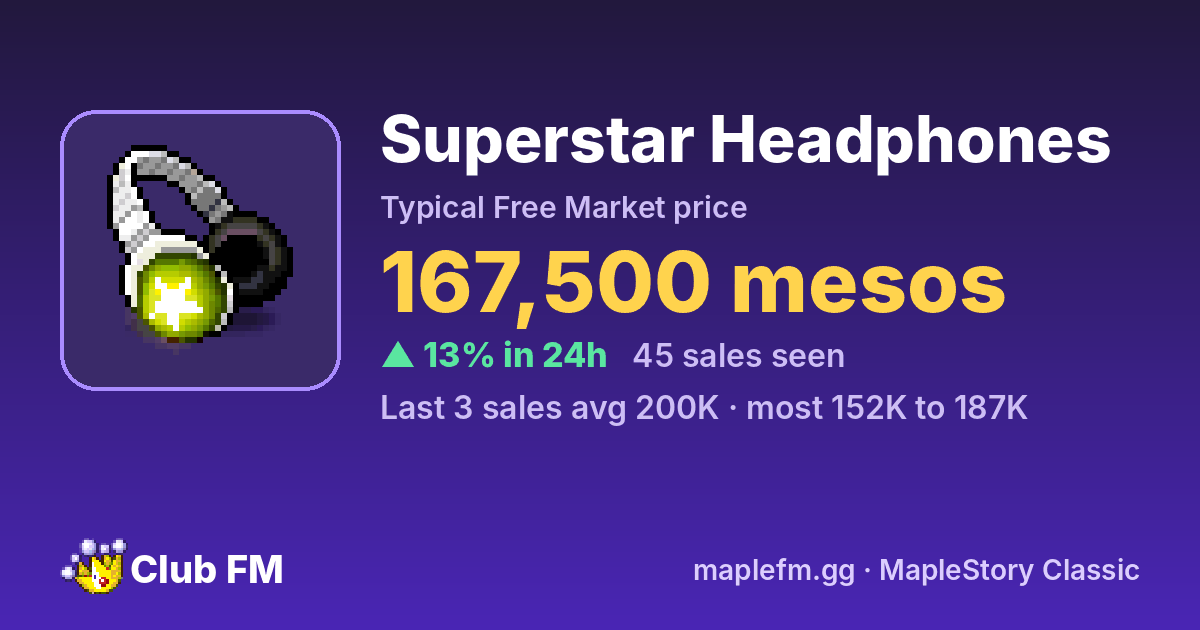 Superstar Headphones
Typical Free Market price
167,500 mesos
▲ 13% in 24h 45 sales seen
Last 3 sales avg 200K · most 152K to 187K
Club FM
maplefm.gg · MapleStory Classic